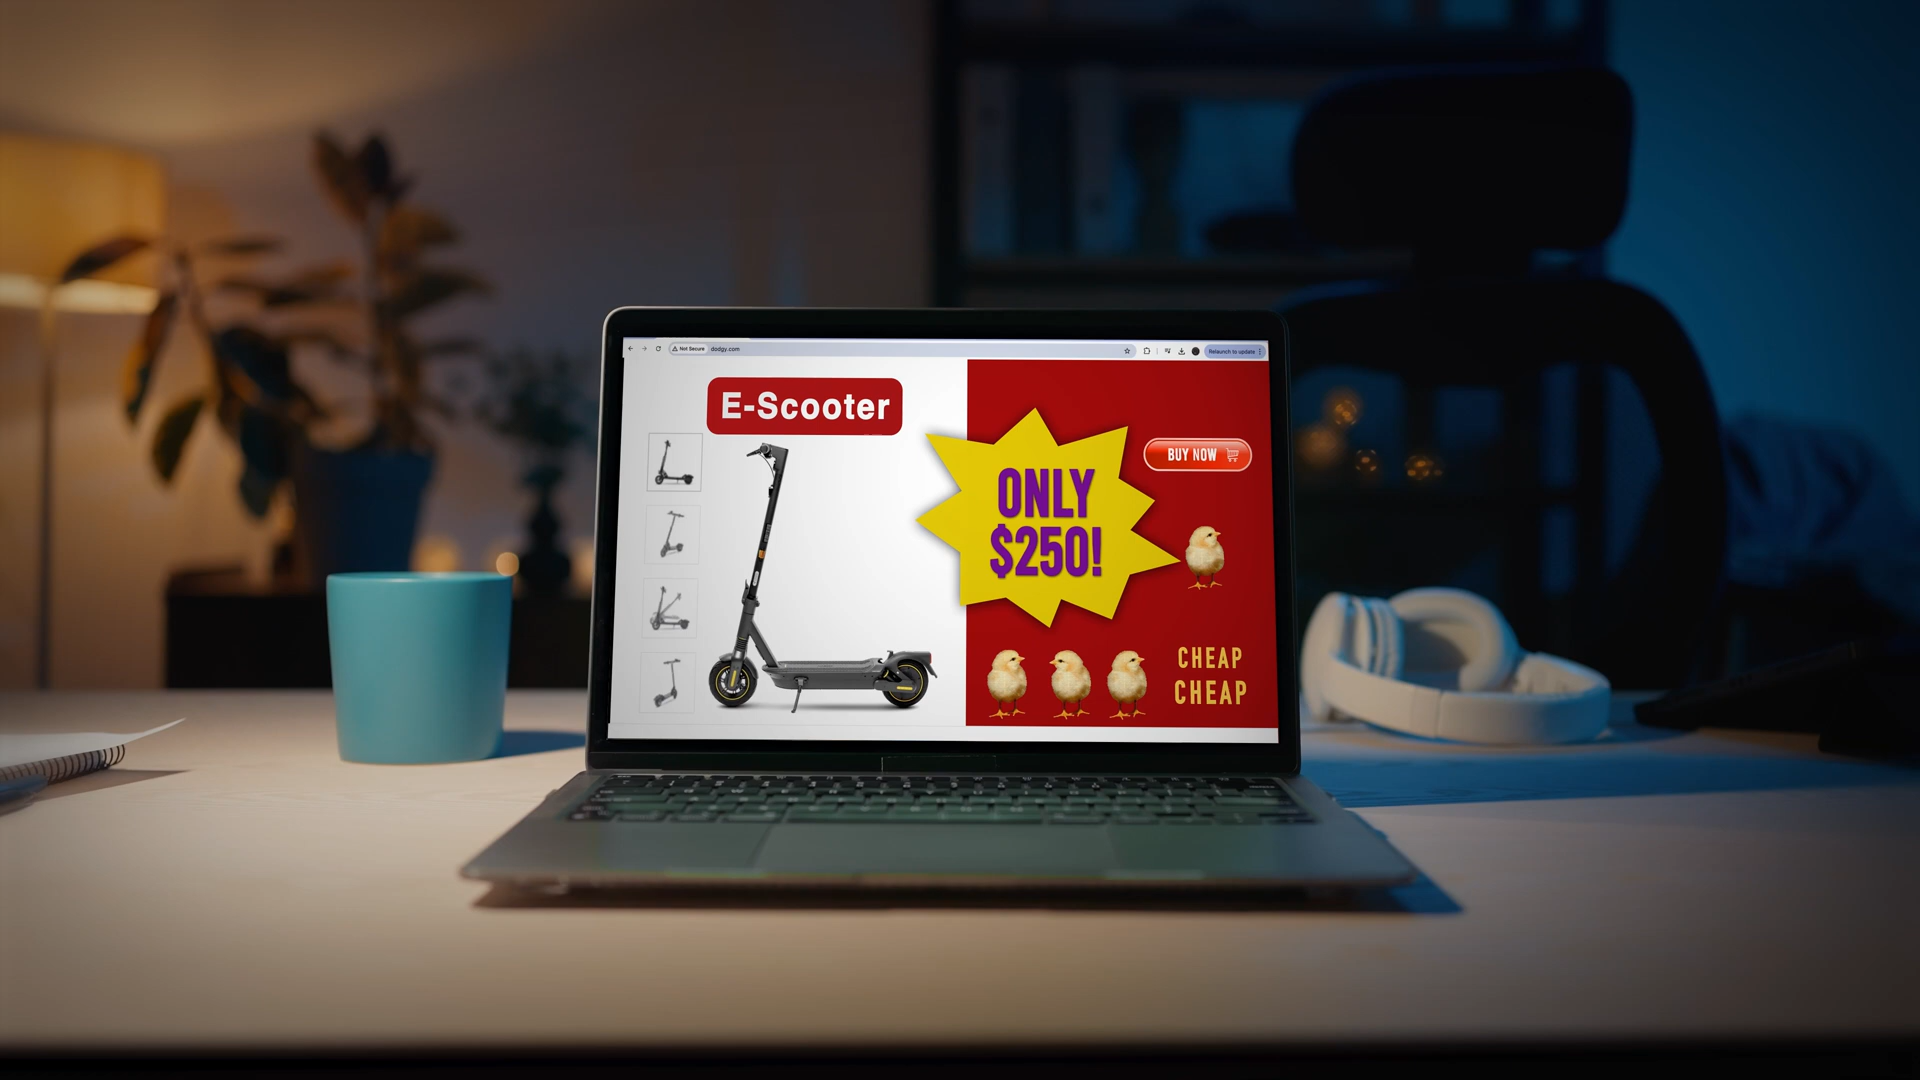 Not Secure dodgy.com Relaunch to update
E-Scooter
BUY NOW
ONLY
$250!
CHEAP
CHEAP